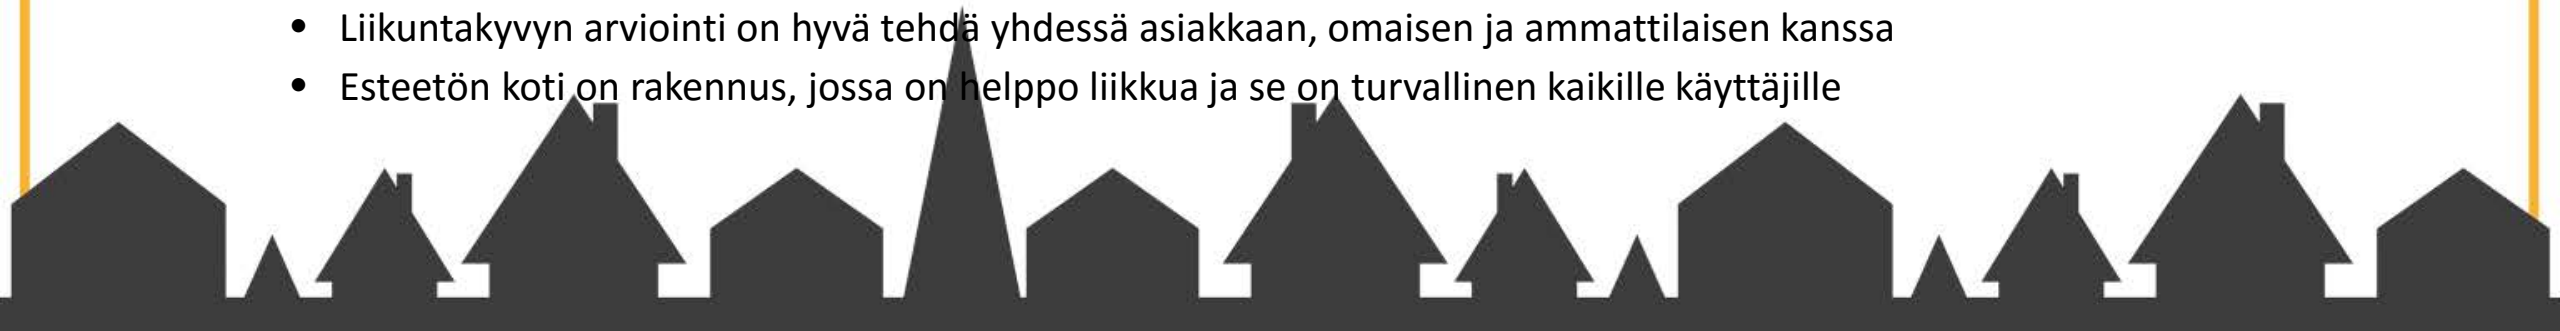 • Liikuntakyvyn arviointi on hyvä tehdä yhdessä asiakkaan, omaisen ja ammattilaisen kanssa
• Esteetön koti on rakennus, jossa on helppo liikkua ja se on turvallinen kaikille käyttäjille